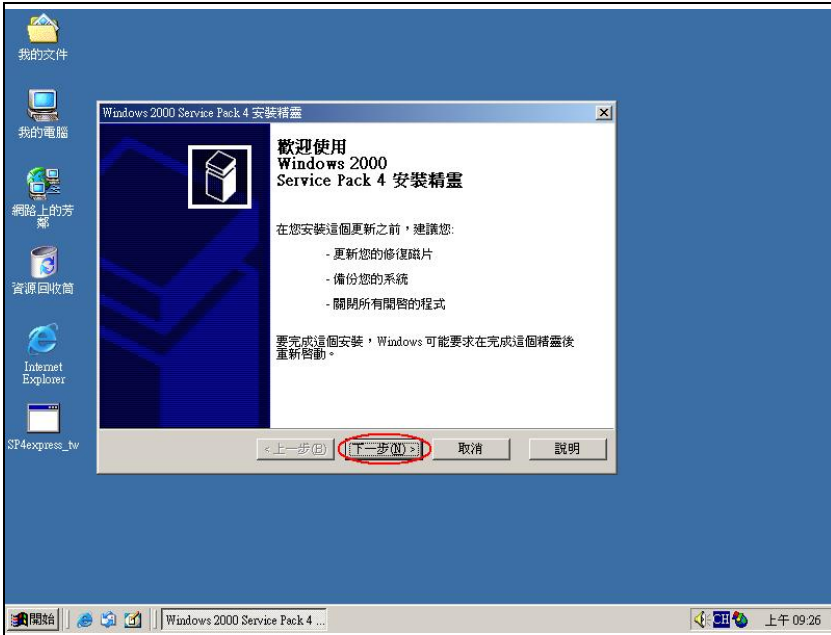 我的文件
我的電腦
網路上的芳
鄰
資源回收筒
Internet
Explorer
SP4express_tw
Windows 2000 Service Pack 4 安裝精靈
歡迎使用
Windows 2000
Service Pack 4 安裝精靈
在您安裝這個更新之前，建議您:
- 更新您的修復磁片
- 備份您的系統
- 關閉所有開啟的程式
要完成這個安裝，Windows 可能要求在完成這個精靈後
重新啟動。
< 上一步(B)
下一步(N) >
取消
說明
開始
Windows 2000 Service Pack 4 ...
CH
上午 09:26